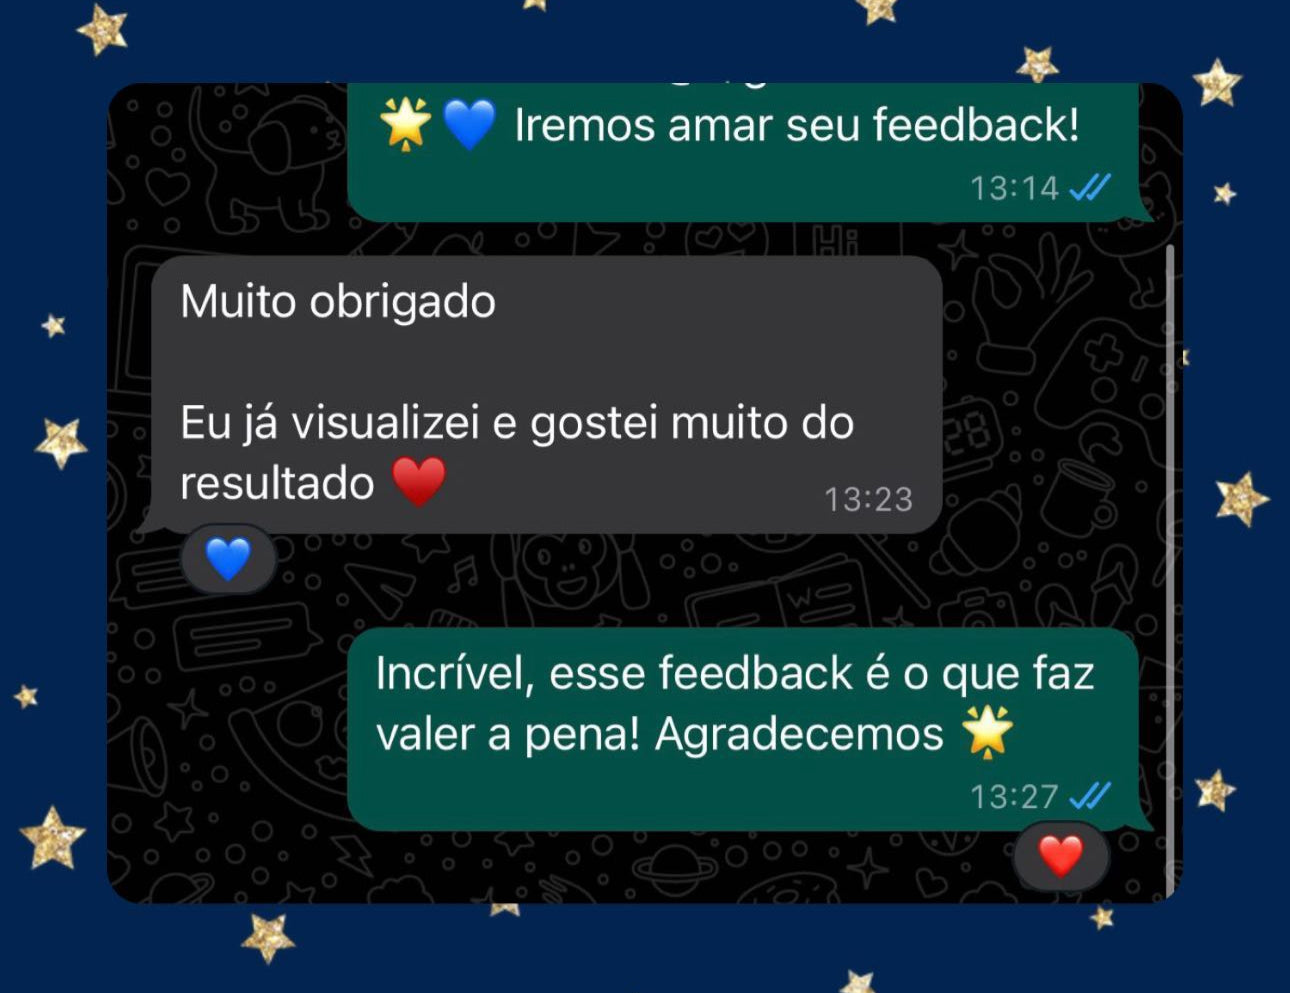 🌟 💙 Iremos amar seu feedback!
13:14
Muito obrigado
Eu já visualizei e gostei muito do
resultado ♥️
13:23
💙
Incrível, esse feedback é o que faz
valer a pena! Agradecemos 🌟
13:27
❤️